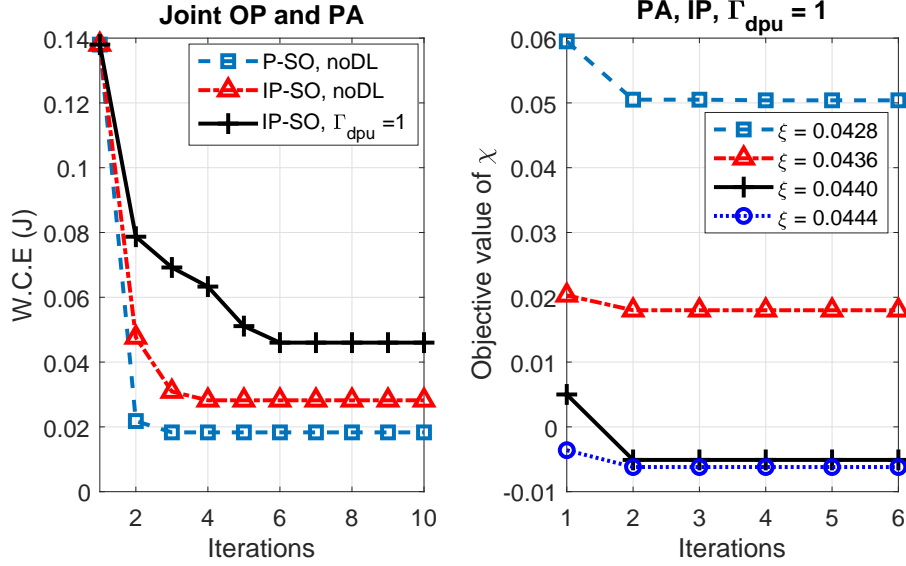 Joint OP and PA
W.C.E (J)
0.14
0.12
0.1
0.08
0.06
0.04
0.02
0
2
4
6
8
10
Iterations
P-SO, noDL
IP-SO, noDL
IP-SO, Γdpu =1
PA, IP, Γdpu = 1
Objective value of χ
0.06
0.05
0.04
0.03
0.02
0.01
0
-0.01
1
2
3
4
5
6
Iterations
ξ = 0.0428
ξ = 0.0436
ξ = 0.0440
ξ = 0.0444